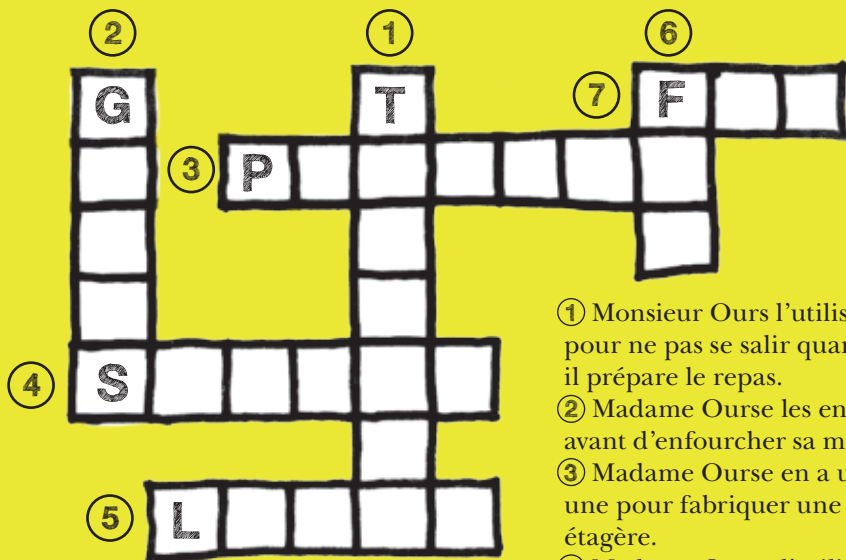 2 1 6
G T 7 F
3 P
4 S
5 L
1 Monsieur Ours l’utilis
pour ne pas se salir quan
il prépare le repas.
2 Madame Ourse les en
avant d’enfourcher sa m
3 Madame Ourse en a u
une pour fabriquer une
étagère.